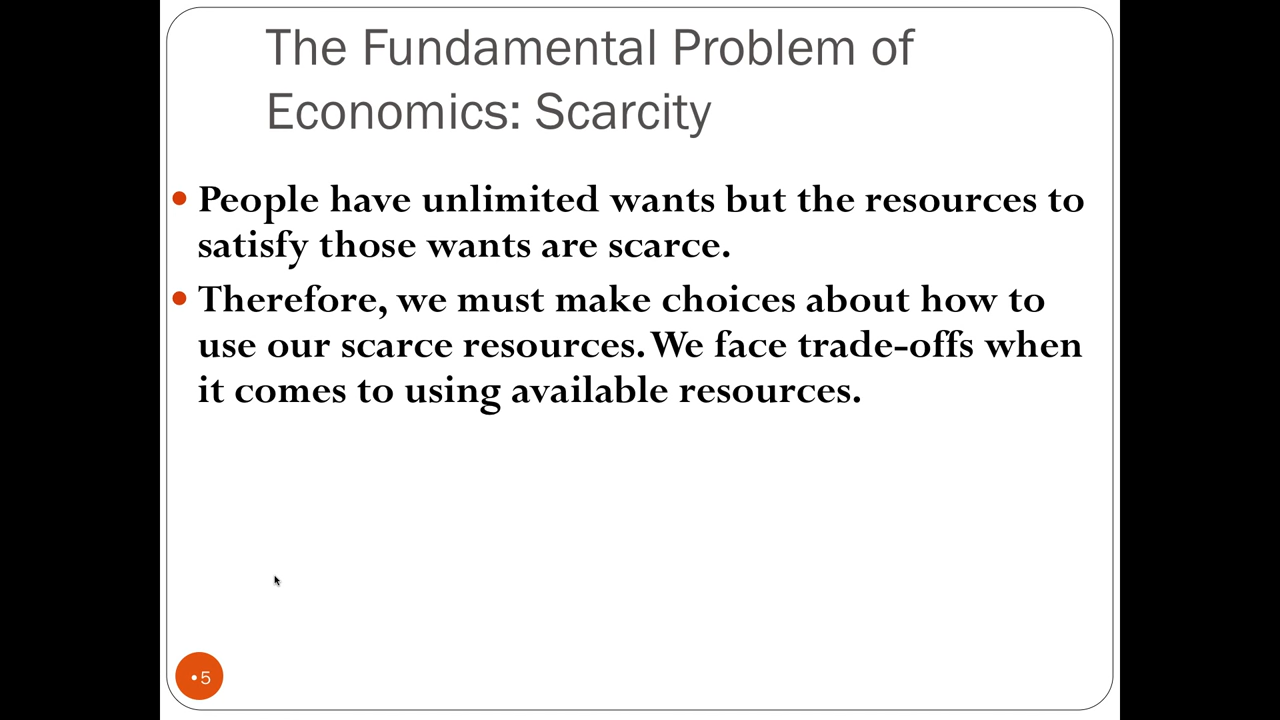 The Fundamental Problem of
Economics: Scarcity
• People have unlimited wants but the resources to
satisfy those wants are scarce.
• Therefore, we must make choices about how to
use our scarce resources. We face trade-offs when
it comes to using available resources.
•5